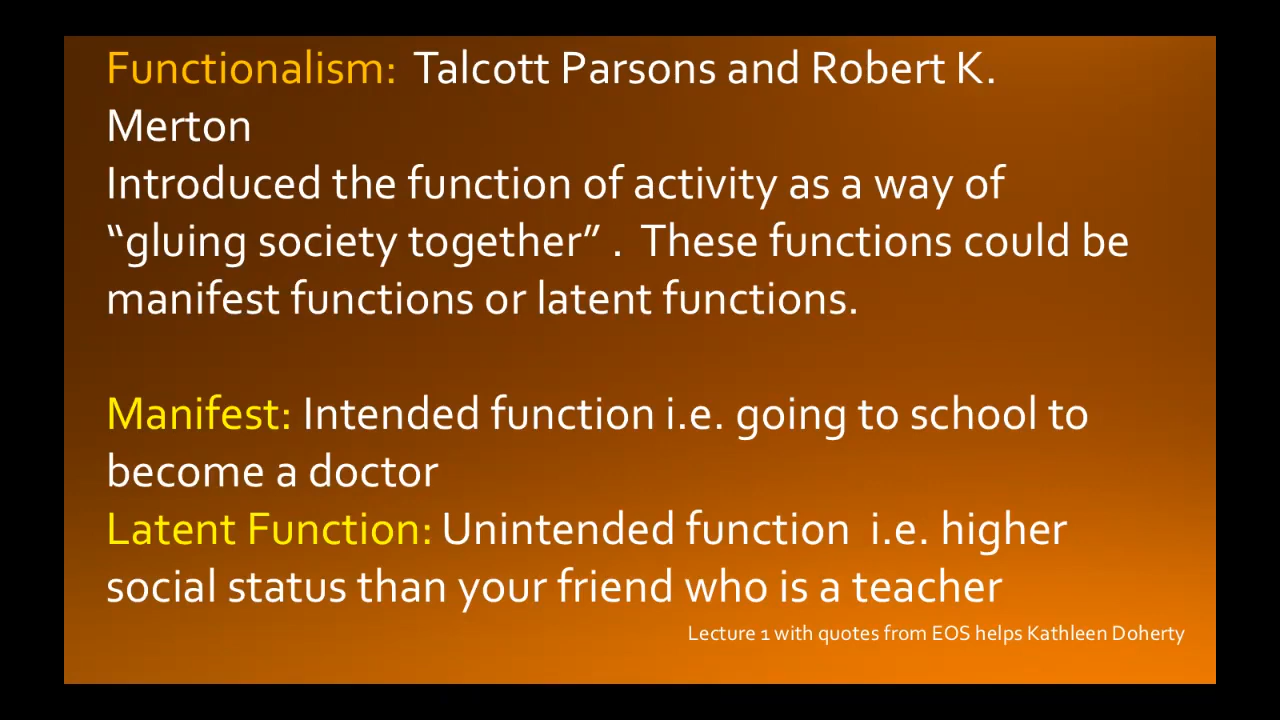 Functionalism: Talcott Parsons and Robert K.
Merton
Introduced the function of activity as a way of
“gluing society together” . These functions could be
manifest functions or latent functions.
Manifest: Intended function i.e. going to school to
become a doctor
Latent Function: Unintended function i.e. higher
social status than your friend who is a teacher
Lecture 1 with quotes from EOS helps Kathleen Doherty